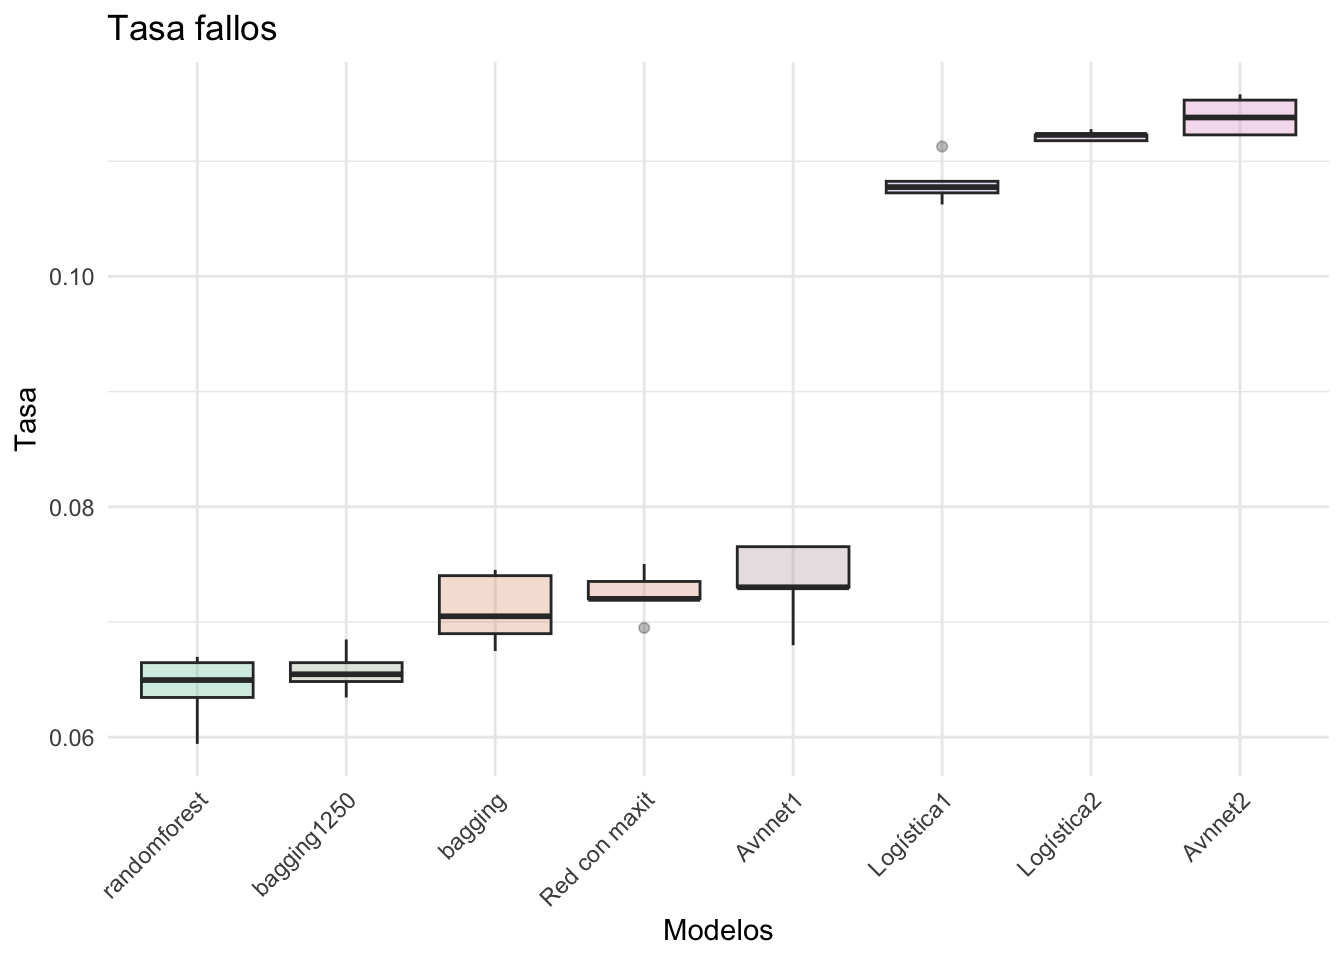 Tasa fallos
Tasa
0.10
0.08
0.06
randomforest
bagging1250
bagging
Red con maxit
Avnnet1
Logística1
Logística2
Avnnet2
Modelos